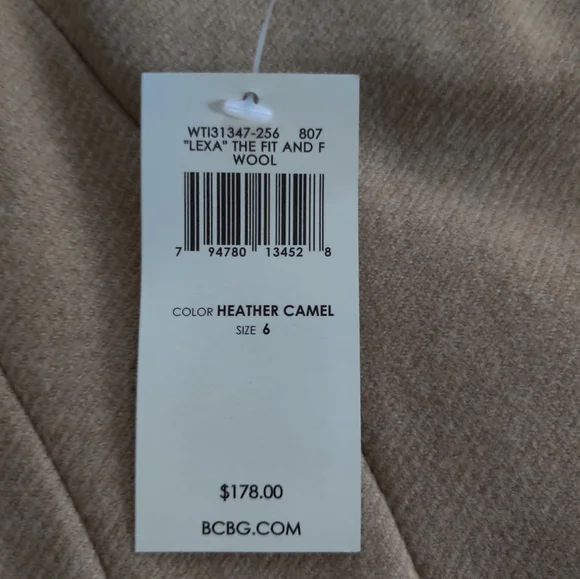 WTI31347-256 807
"LEXA" THE FIT AND F
WOOL
7 94780 13452 8
COLOR HEATHER CAMEL
SIZE 6
$178.00
BCBG.COM